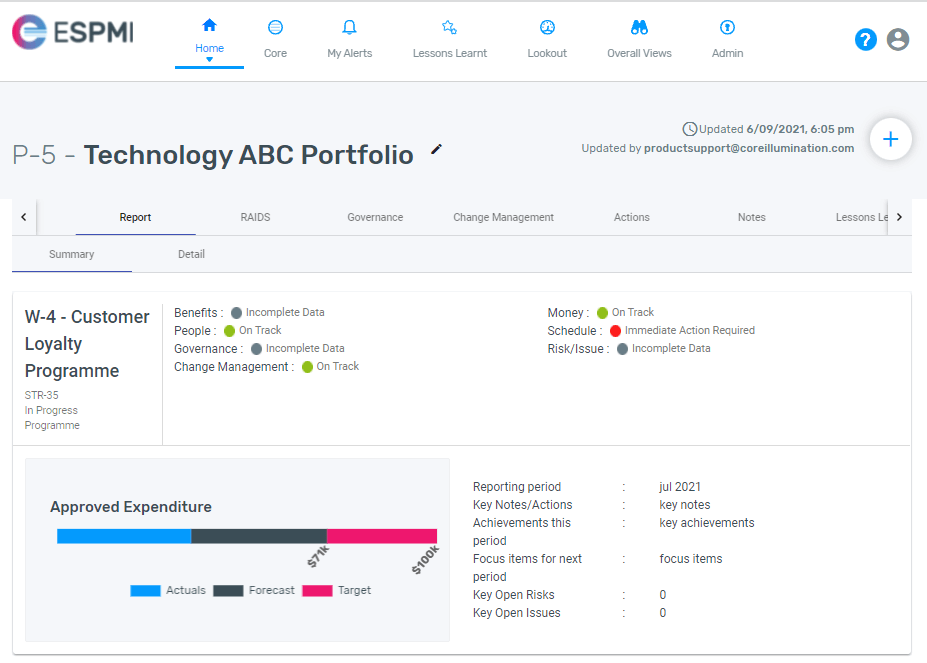 ESPMI
Home Core My Alerts Lessons Learnt Lookout Overall Views Admin
?
P-5 - Technology ABC Portfolio
Updated 6/09/2021, 6:05 pm
Updated by productsupport@coreillumination.com
+
Report RAIDS Governance Change Management Actions Notes Lessons Le
Summary Detail
W-4 - Customer
Loyalty
Programme
STR-35
In Progress
Programme
Benefits : Incomplete Data
People : On Track
Governance : Incomplete Data
Change Management : On Track
Money : On Track
Schedule : Immediate Action Required
Risk/Issue : Incomplete Data
Approved Expenditure
$71k $100k
Actuals Forecast Target
Reporting period : jul 2021
Key Notes/Actions : key notes
Achievements this : key achievements
period
Focus items for next : focus items
period
Key Open Risks : 0
Key Open Issues : 0